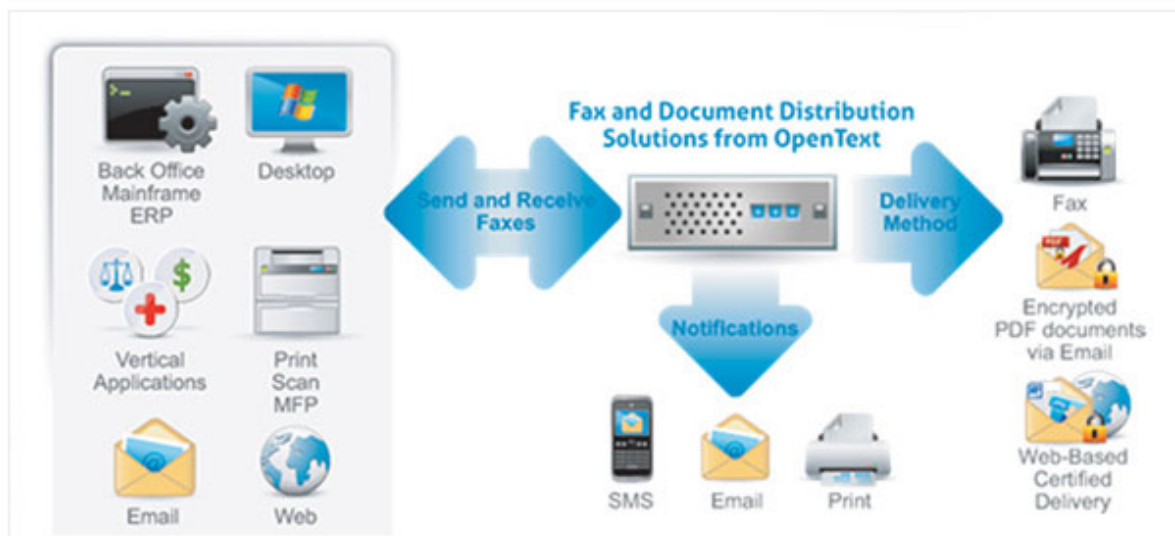 Back Office
Mainframe
ERP
Desktop
Vertical
Applications
Print
Scan
MFP
Email
Web
Send and Receive
Faxes
Fax and Document Distribution
Solutions from OpenText
Delivery
Method
Notifications
SMS
Email
Print
Fax
PDF
Encrypted
PDF documents
via Email
Web-Based
Certified
Delivery